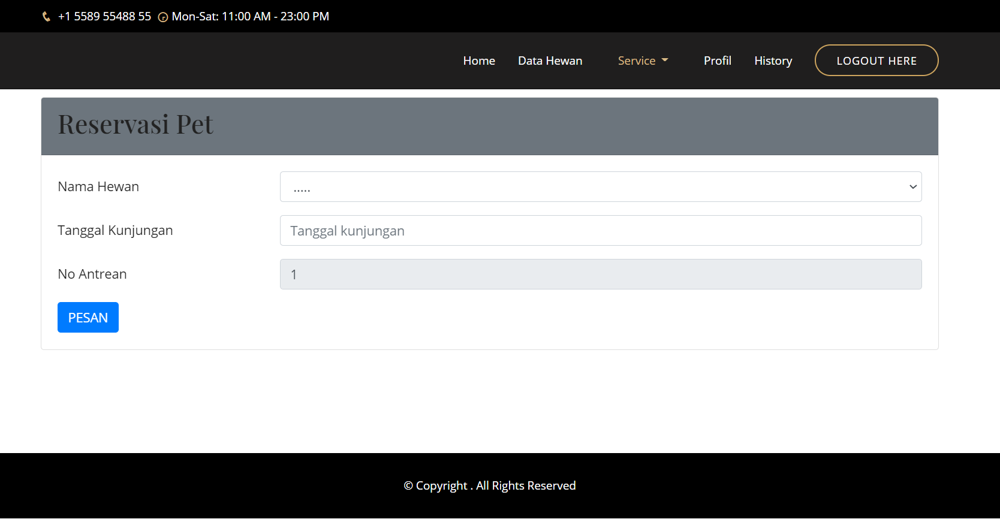 +1 5589 55488 55 Mon-Sat: 11:00 AM - 23:00 PM
Home Data Hewan Service Profil History LOGOUT HERE
Reservasi Pet
Nama Hewan .....
Tanggal Kunjungan Tanggal kunjungan
No Antrean 1
PESAN
© Copyright . All Rights Reserved